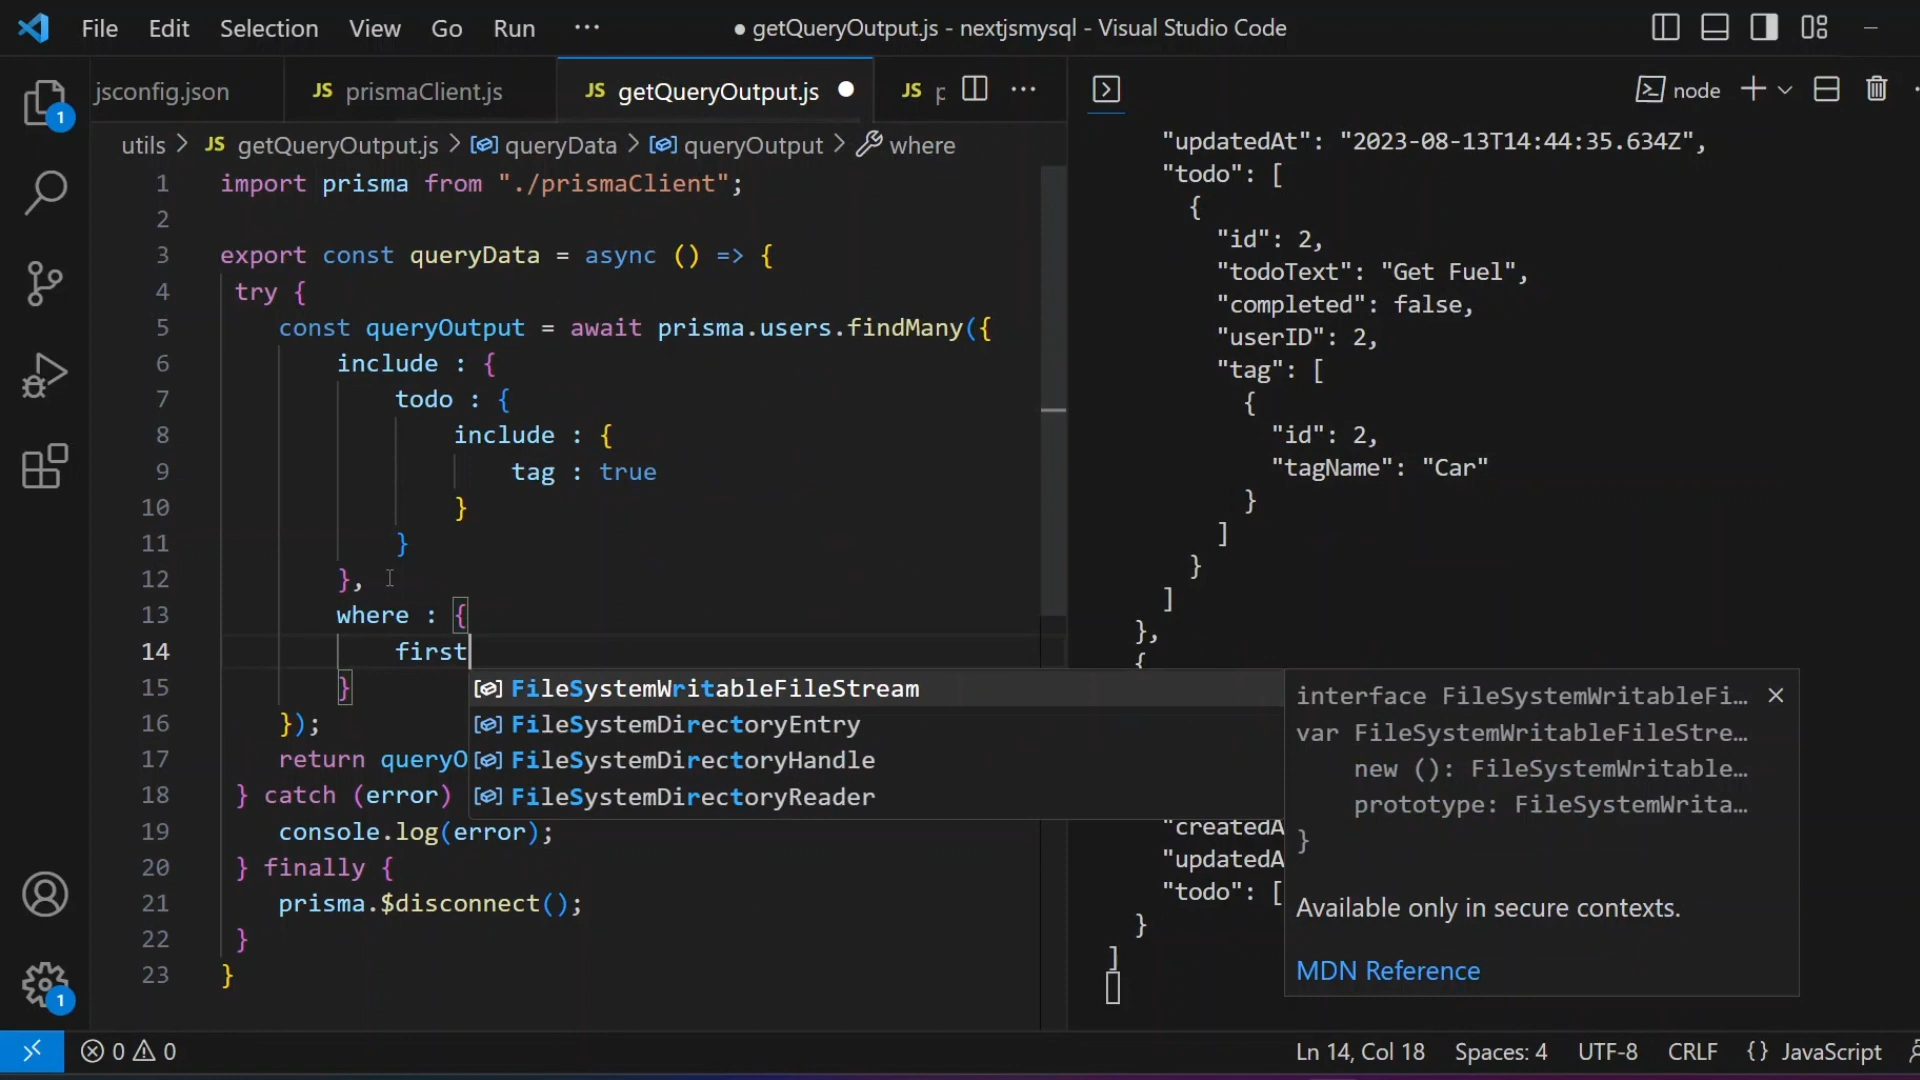 File Edit Selection View Go Run ··· ● getQueryOutput.js - nextjsmysql - Visual Studio Code
jsconfig.json JS prismaClient.js JS getQueryOutput.js ● JS ···
utils > JS getQueryOutput.js > queryData > queryOutput > where
1 import prisma from "./prismaClient";
2
3 export const queryData = async () => {
4 try {
5 const queryOutput = await prisma.users.findMany({
6 include : {
7 todo : {
8 include : {
9 tag : true
10 }
11 }
12 },
13 where : {
14 first
15 }
16 });
17 return queryO
18 } catch (error)
19 console.log(error);
20 } finally {
21 prisma.$disconnect();
22 }
23 }
FileSystemWritableFileStream
FileSystemDirectoryEntry
FileSystemDirectoryHandle
FileSystemDirectoryReader
interface FileSystemWritableFi…
var FileSystemWritableFileStre…
new (): FileSystemWritable…
prototype: FileSystemWrita…
}
Available only in secure contexts.
MDN Reference
node
"updatedAt": "2023-08-13T14:44:35.634Z",
"todo": [
{
"id": 2,
"todoText": "Get Fuel",
"completed": false,
"userID": 2,
"tag": [
{
"id": 2,
"tagName": "Car"
}
]
}
]
},
{
"createdA
"updatedA
"todo": [
}
]
1
1
0 0 Ln 14, Col 18 Spaces: 4 UTF-8 CRLF {} JavaScript